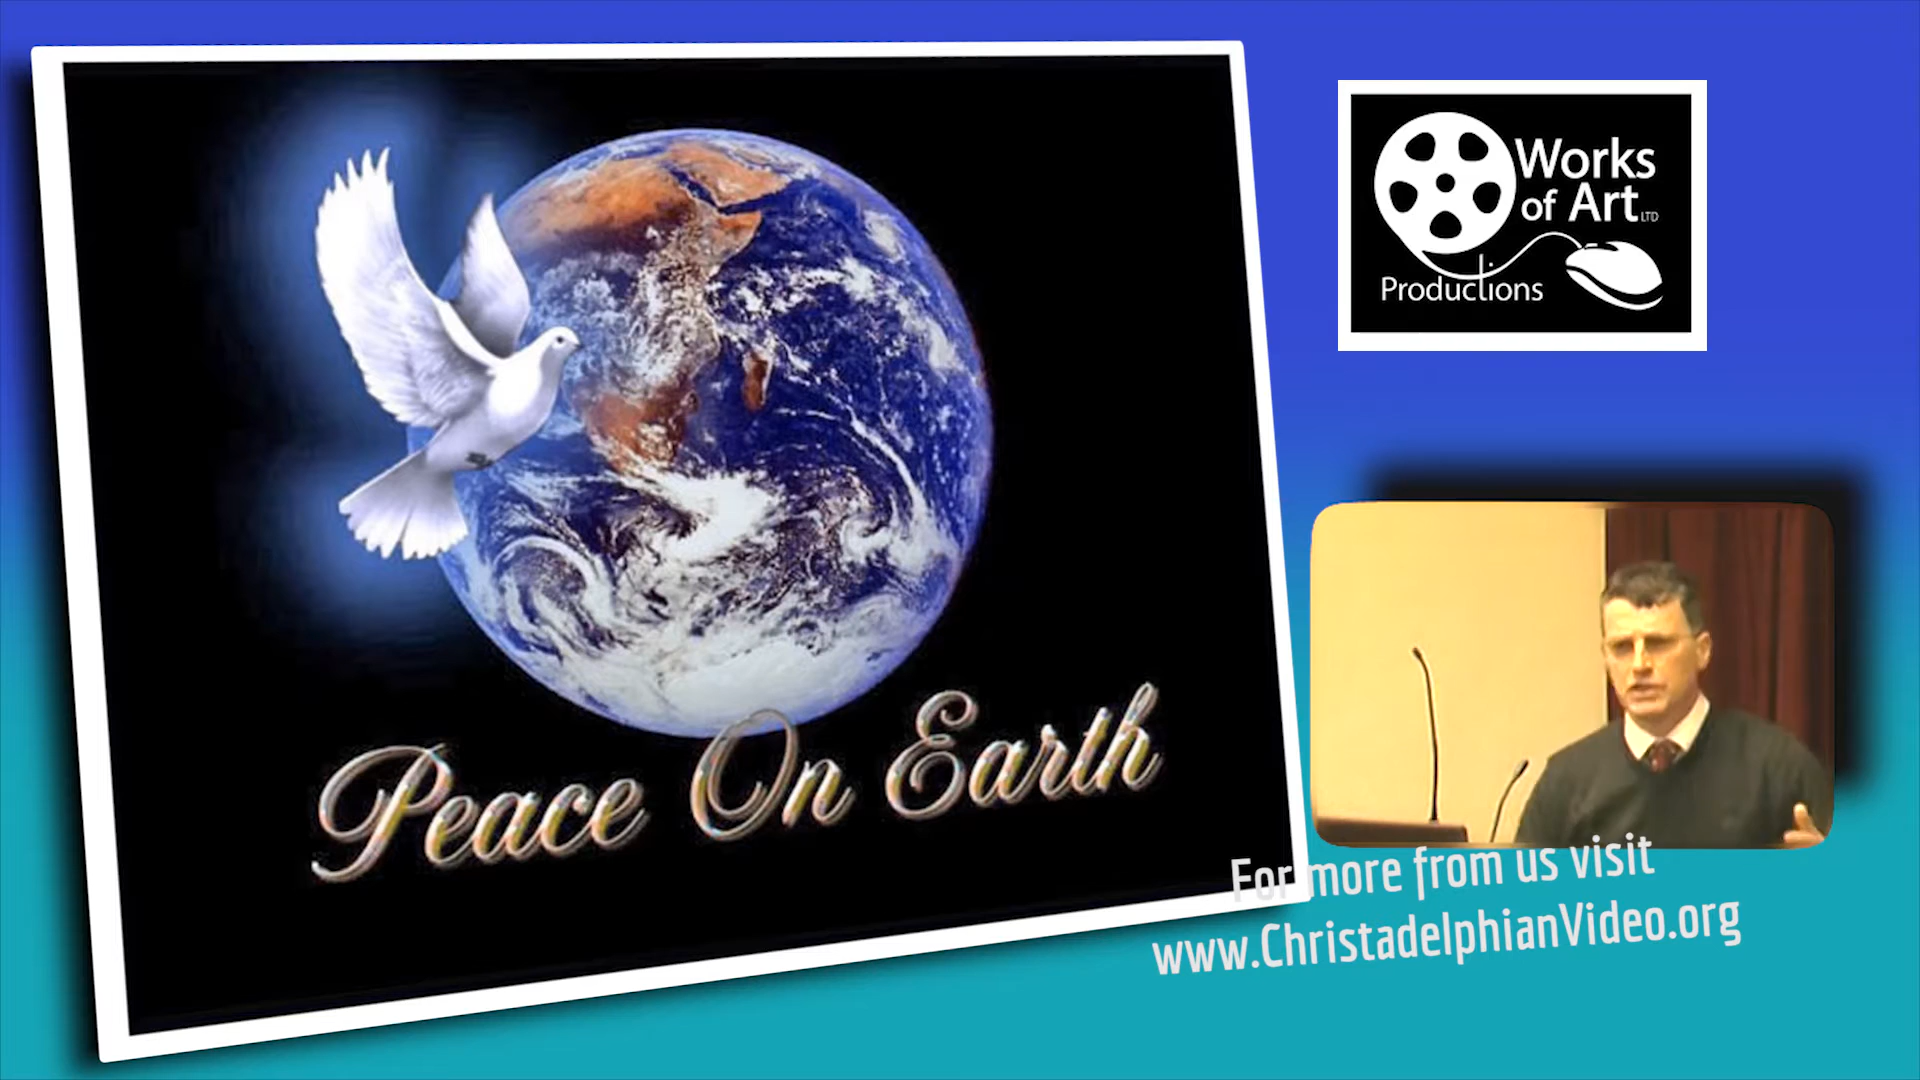 Peace On Earth
Works
of Art LTD
Productions
For more from us visit
www.ChristadelphianVideo.org